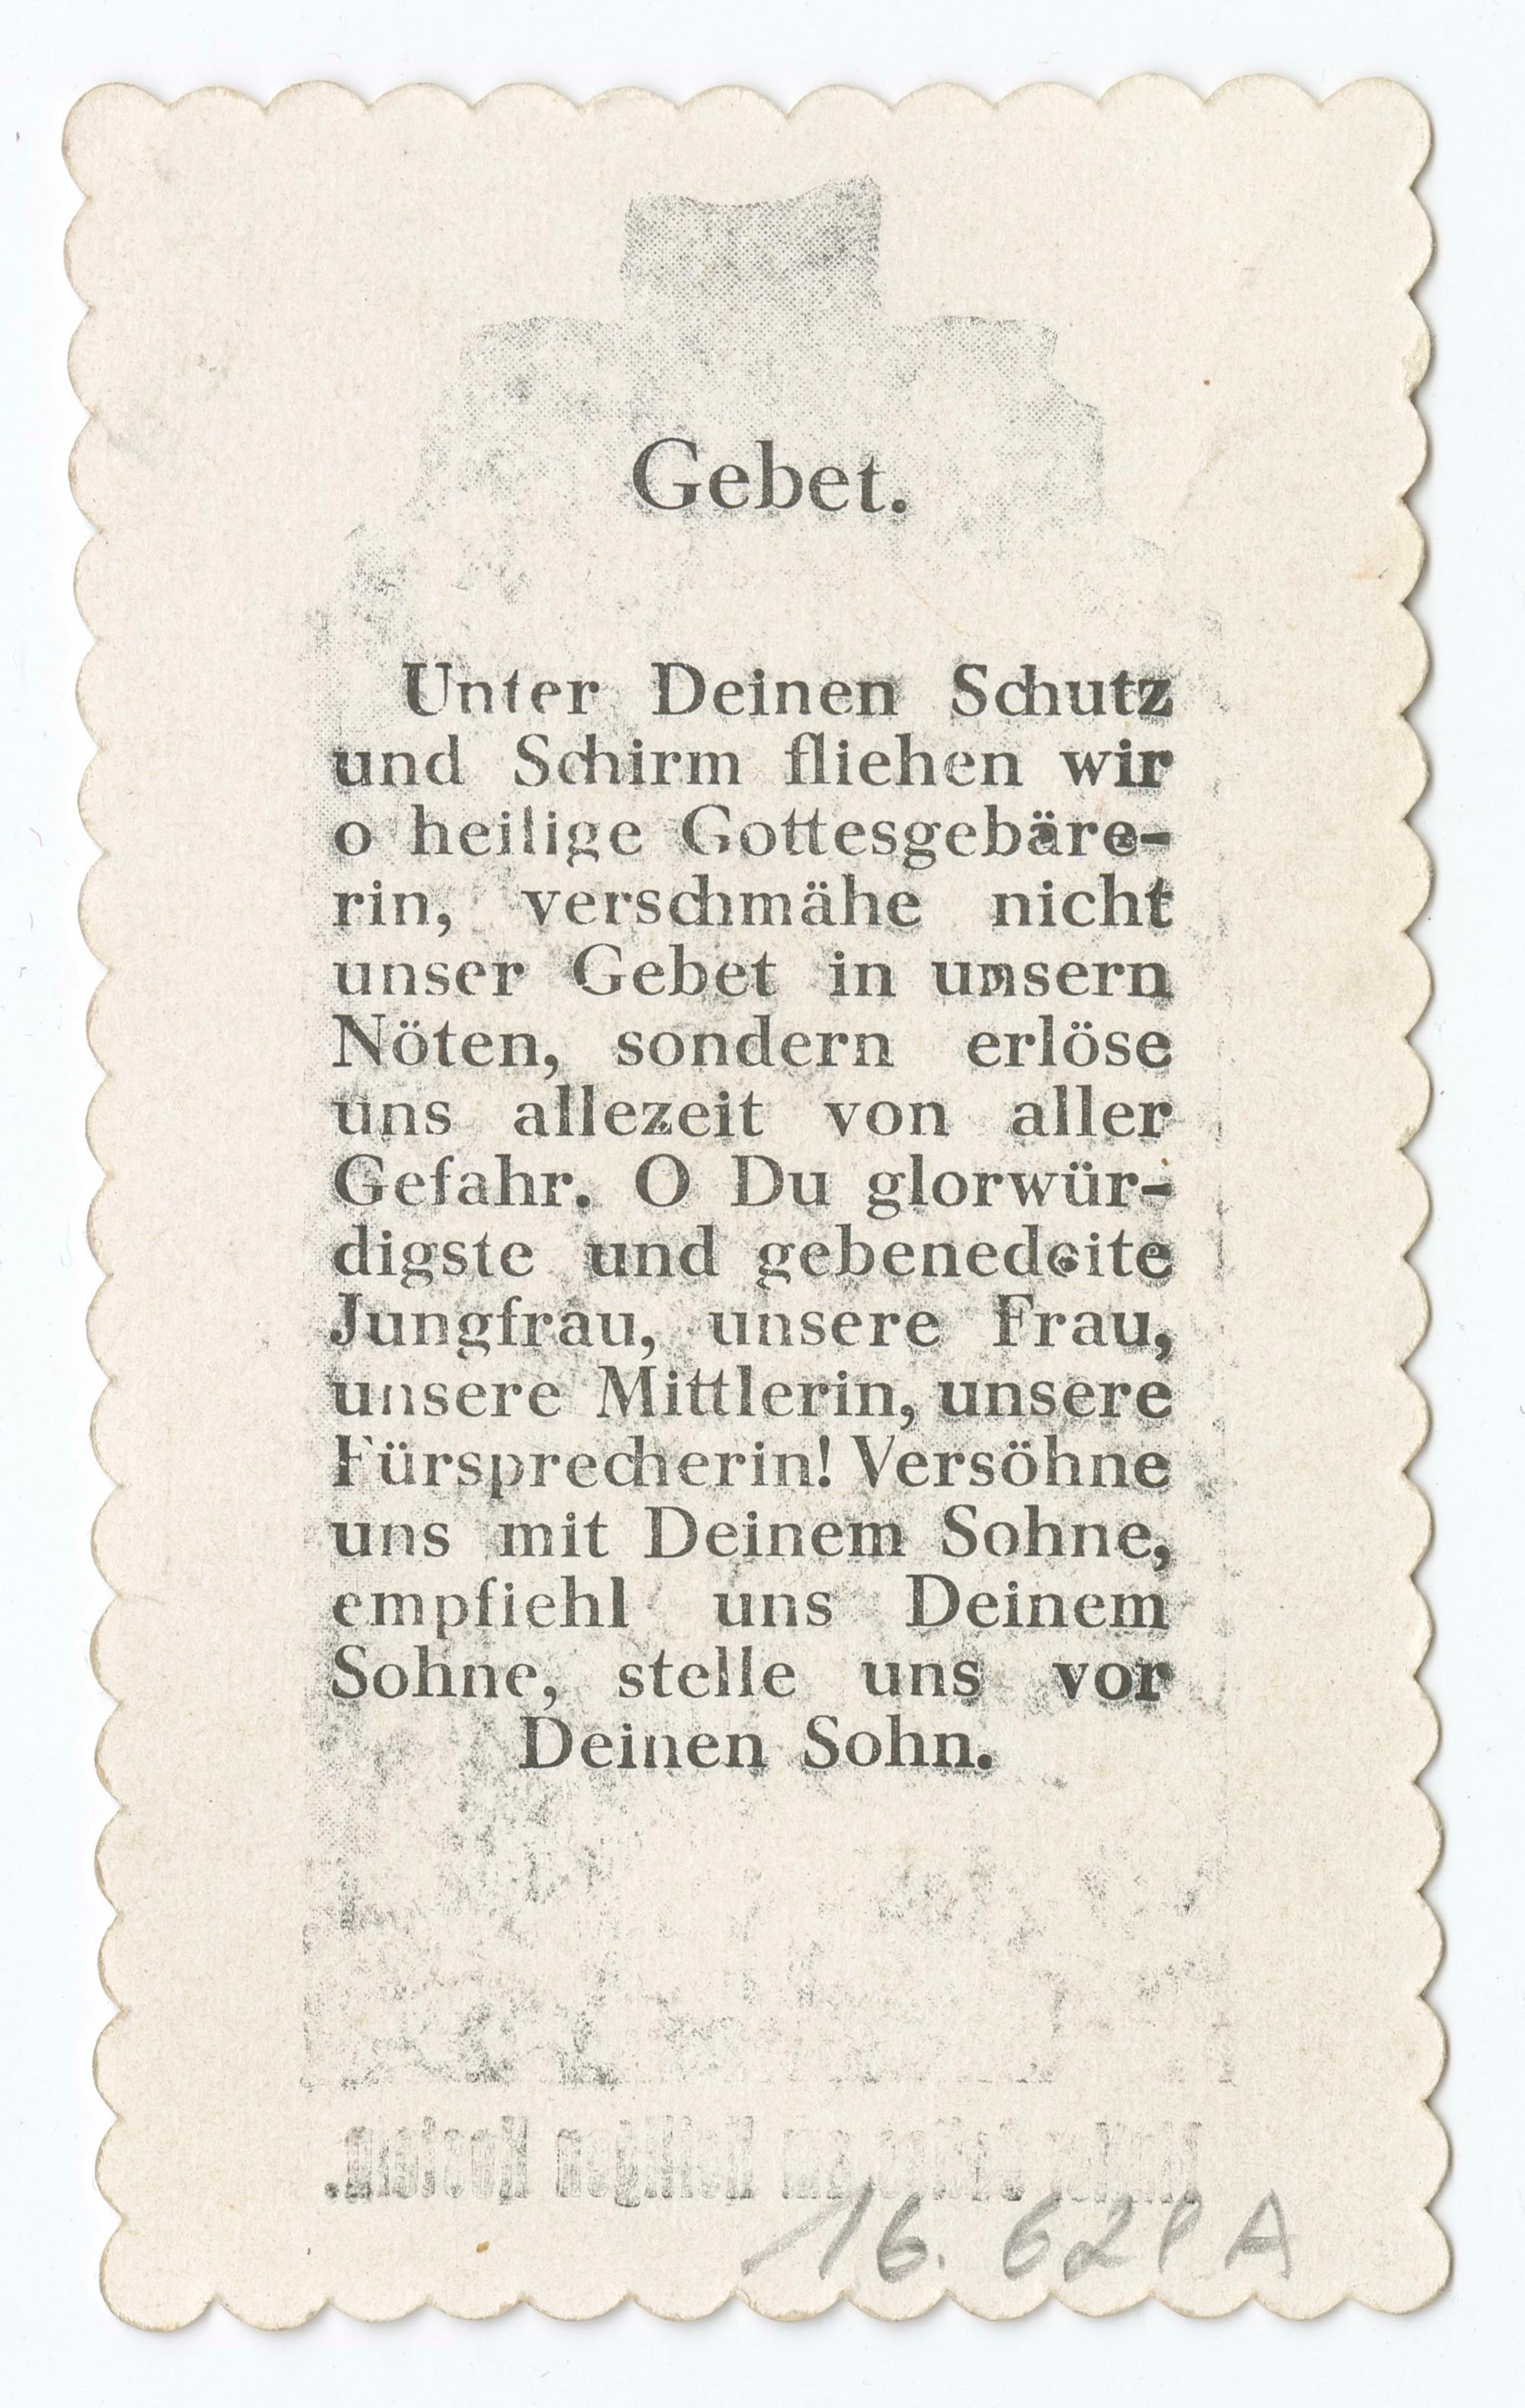 Gebet.
Unter Deinen Schutz
und Schirm fliehen wir
o heilige Gottesgebäre-
rin, verschmähe nicht
unser Gebet in unsern
Nöten, sondern erlöse
uns allezeit von aller
Gefahr. O Du glorwür-
digste und gebenedeite
Jungfrau, unsere Frau,
unsere Mittlerin, unsere
Fürsprecherin! Versöhne
uns mit Deinem Sohne,
empfiehl uns Deinem
Sohne, stelle uns vor
Deinen Sohn.
heiligen
16. 621 A